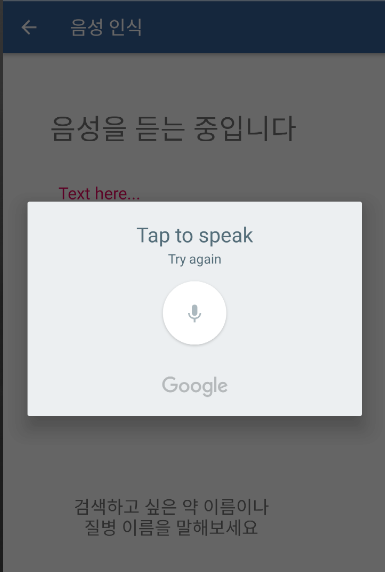 음성 인식
음성을 듣는 중입니다
Text here...
Tap to speak
Try again
Google
검색하고 싶은 약 이름이나
질병 이름을 말해보세요